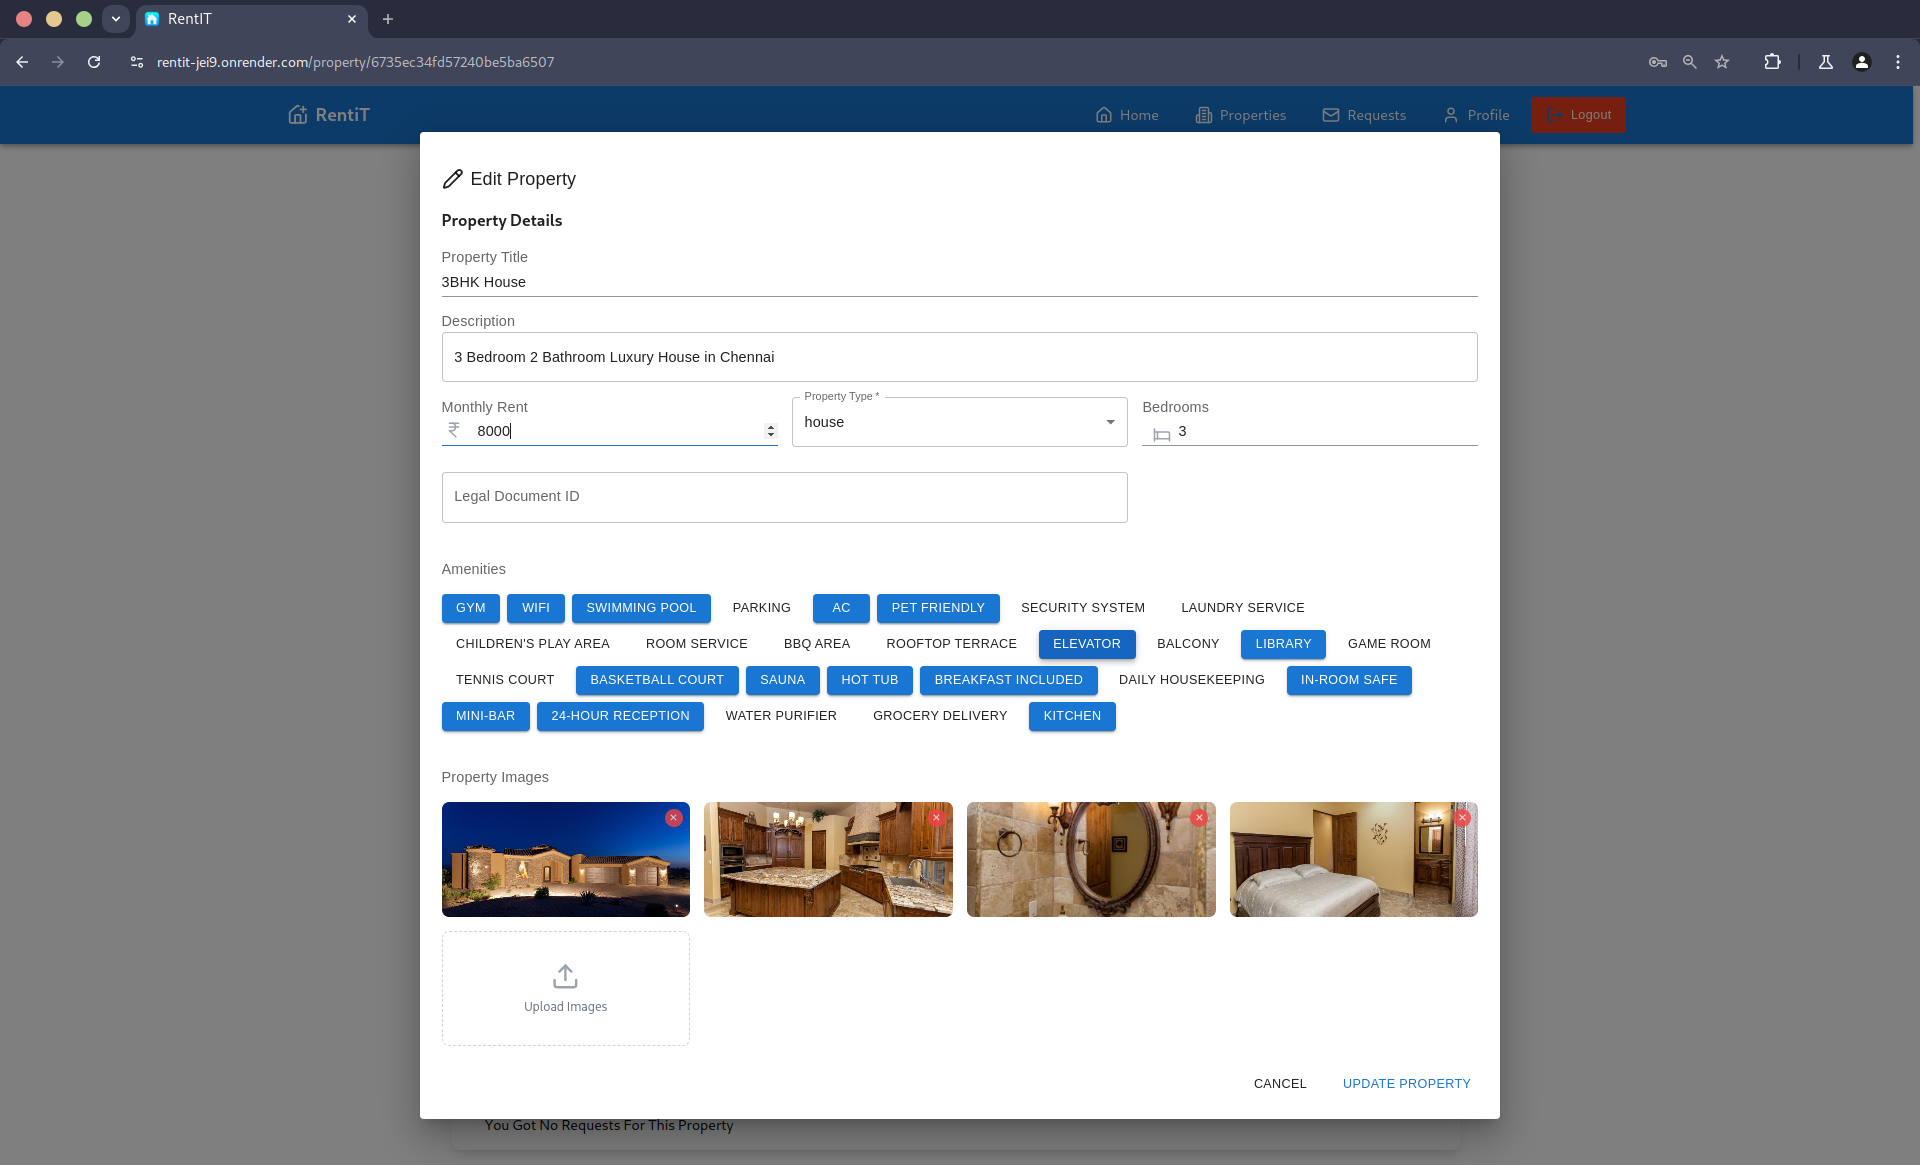 RentIT
rentit-jei9.onrender.com/property/6735ec34fd57240be5ba6507
RentiT
Home
Properties
Requests
Profile
Logout
Edit Property
Property Details
Property Title
3BHK House
Description
3 Bedroom 2 Bathroom Luxury House in Chennai
Monthly Rent
₹ 8000
Property Type *
house
Bedrooms
3
Legal Document ID
Amenities
GYM WIFI SWIMMING POOL PARKING AC PET FRIENDLY SECURITY SYSTEM LAUNDRY SERVICE
CHILDREN'S PLAY AREA ROOM SERVICE BBQ AREA ROOFTOP TERRACE ELEVATOR BALCONY LIBRARY GAME ROOM
TENNIS COURT BASKETBALL COURT SAUNA HOT TUB BREAKFAST INCLUDED DAILY HOUSEKEEPING IN-ROOM SAFE
MINI-BAR 24-HOUR RECEPTION WATER PURIFIER GROCERY DELIVERY KITCHEN
Property Images
Upload Images
CANCEL UPDATE PROPERTY
You Got No Requests For This Property